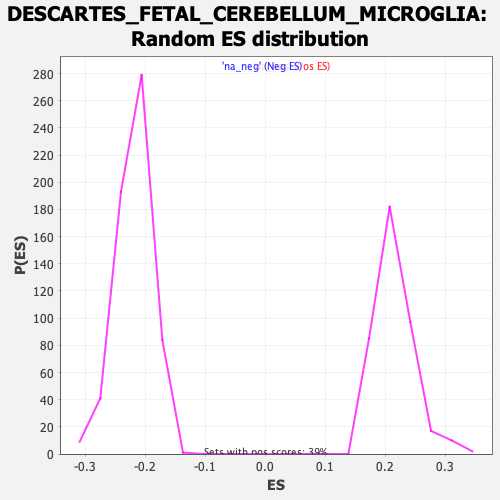 DESCARTES_FETAL_CEREBELLUM_MICROGLIA:
Random ES distribution
'na_neg' (Neg ES)os ES)
280
260
240
220
200
180
160
140
120
100
80
60
40
20
0
P(ES)
Sets with pos scores: 39%
-0.3 -0.2 -0.1 0.0 0.1 0.2 0.3
ES